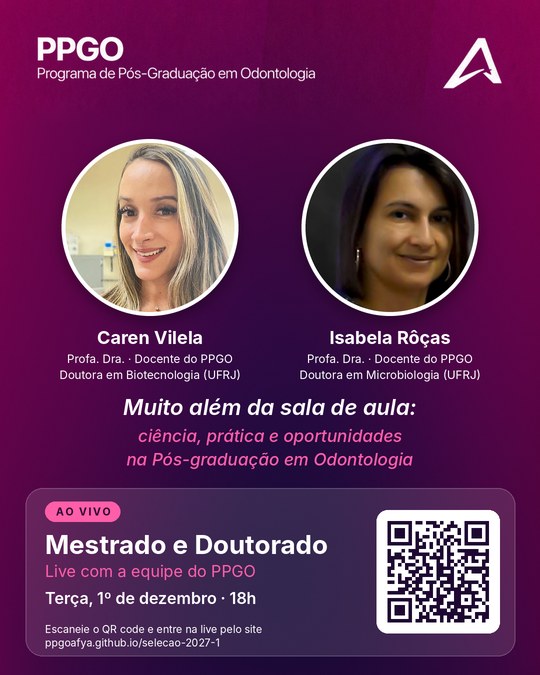 PPGO
Programa de Pós-Graduação em Odontologia
Caren Vilela
Profa. Dra. · Docente do PPGO
Doutora em Biotecnologia (UFRJ)
Isabela Rôças
Profa. Dra. · Docente do PPGO
Doutora em Microbiologia (UFRJ)
Muito além da sala de aula:
ciência, prática e oportunidades
na Pós-graduação em Odontologia
AO VIVO
Mestrado e Doutorado
Live com a equipe do PPGO
Terça, 1º de dezembro · 18h
Escaneie o QR code e entre na live pelo site
ppgoafya.github.io/selecao-2027-1